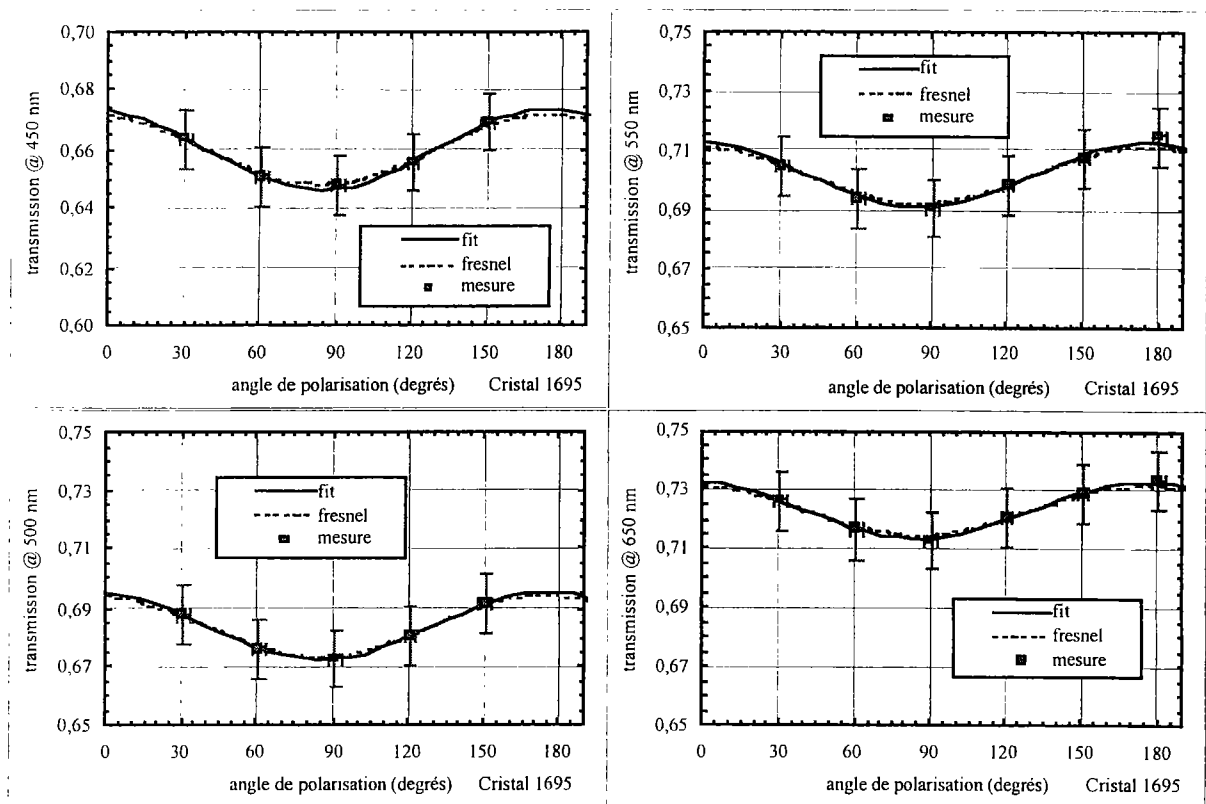 0,70
0,68
0,66
0,64
0,62
0,60
transmission @ 450 nm
fit
fresnel
mesure
0 30 60 90 120 150 180
angle de polarisation (degrés) Cristal 1695
0,75
0,73
0,71
0,69
0,67
0,65
transmission @ 550 nm
fit
fresnel
mesure
0 30 60 90 120 150 180
angle de polarisation (degrés) Cristal 1695
0,75
0,73
0,71
0,69
0,67
0,65
transmission @ 500 nm
fit
fresnel
mesure
0 30 60 90 120 150 180
angle de polarisation (degrés) Cristal 1695
0,75
0,73
0,71
0,69
0,67
0,65
transmission @ 650 nm
fit
fresnel
mesure
0 30 60 90 120 150 180
angle de polarisation (degrés) Cristal 1695